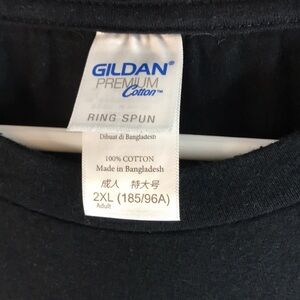 GILDAN®
PREMIUM
Cotton™
RING SPUN
Dibuat di Bangladesh
100% COTTON
Made in Bangladesh
成人 特大号
2XL (185/96A)
Adult